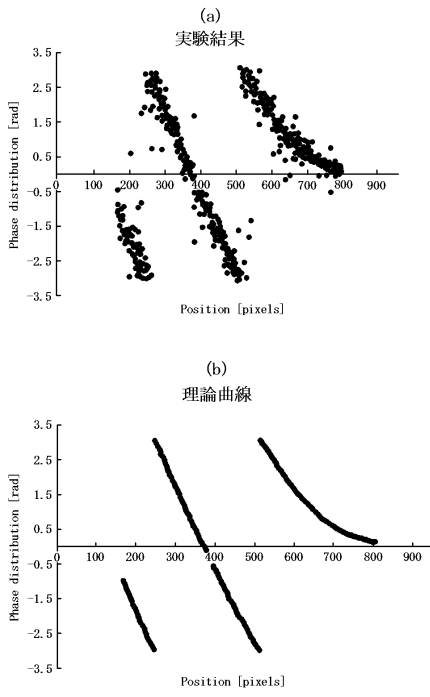 (a)
実験結果
3.5
2.5
1.5
0.5
-0.5
-1.5
-2.5
-3.5
Phase distribution [rad]
0 100 200 300 400 500 600 700 800 900
Position [pixels]
(b)
理論曲線
3.5
2.5
1.5
0.5
-0.5
-1.5
-2.5
-3.5
Phase distribution [rad]
0 100 200 300 400 500 600 700 800 900
Position [pixels]